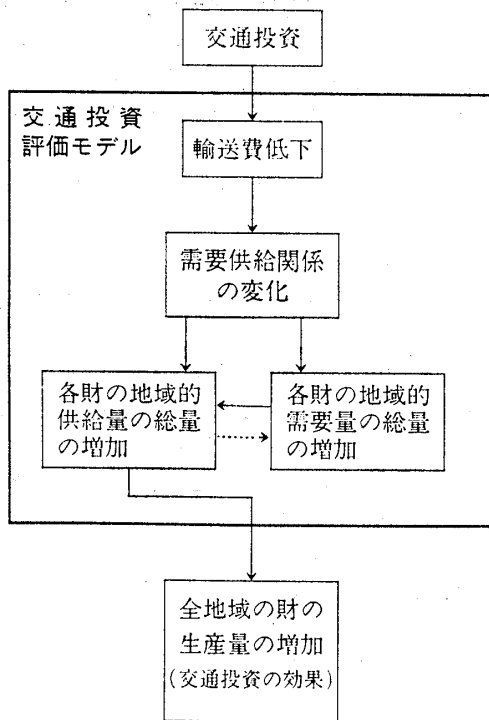 交通投資
交通投資
評価モデル
輸送費低下
需要供給関係
の変化
各財の地域的
供給量の総量
の増加
各財の地域的
需要量の総量
の増加
全地域の財の
生産量の増加
(交通投資の効果)